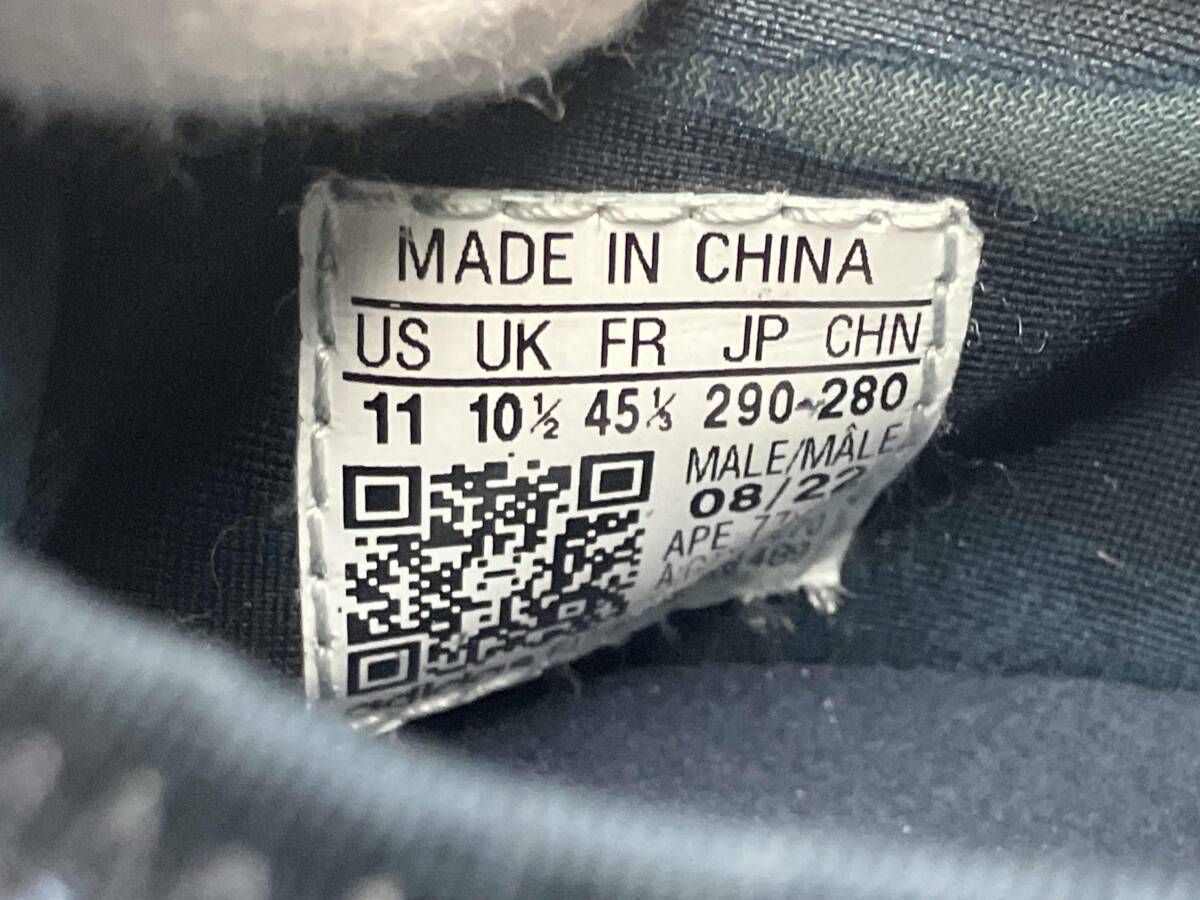 MADE IN CHINA
US UK FR JP CHN
11 10½ 45⅓ 290 280
MALE/MÂLE
08/22
APE